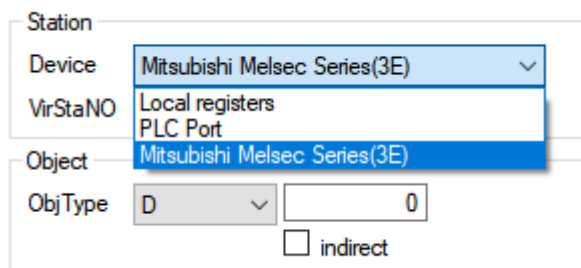 Station
Device Mitsubishi Melsec Series(3E)
VirStaNO Local registers
PLC Port
Mitsubishi Melsec Series(3E)
Object
ObjType D 0
indirect